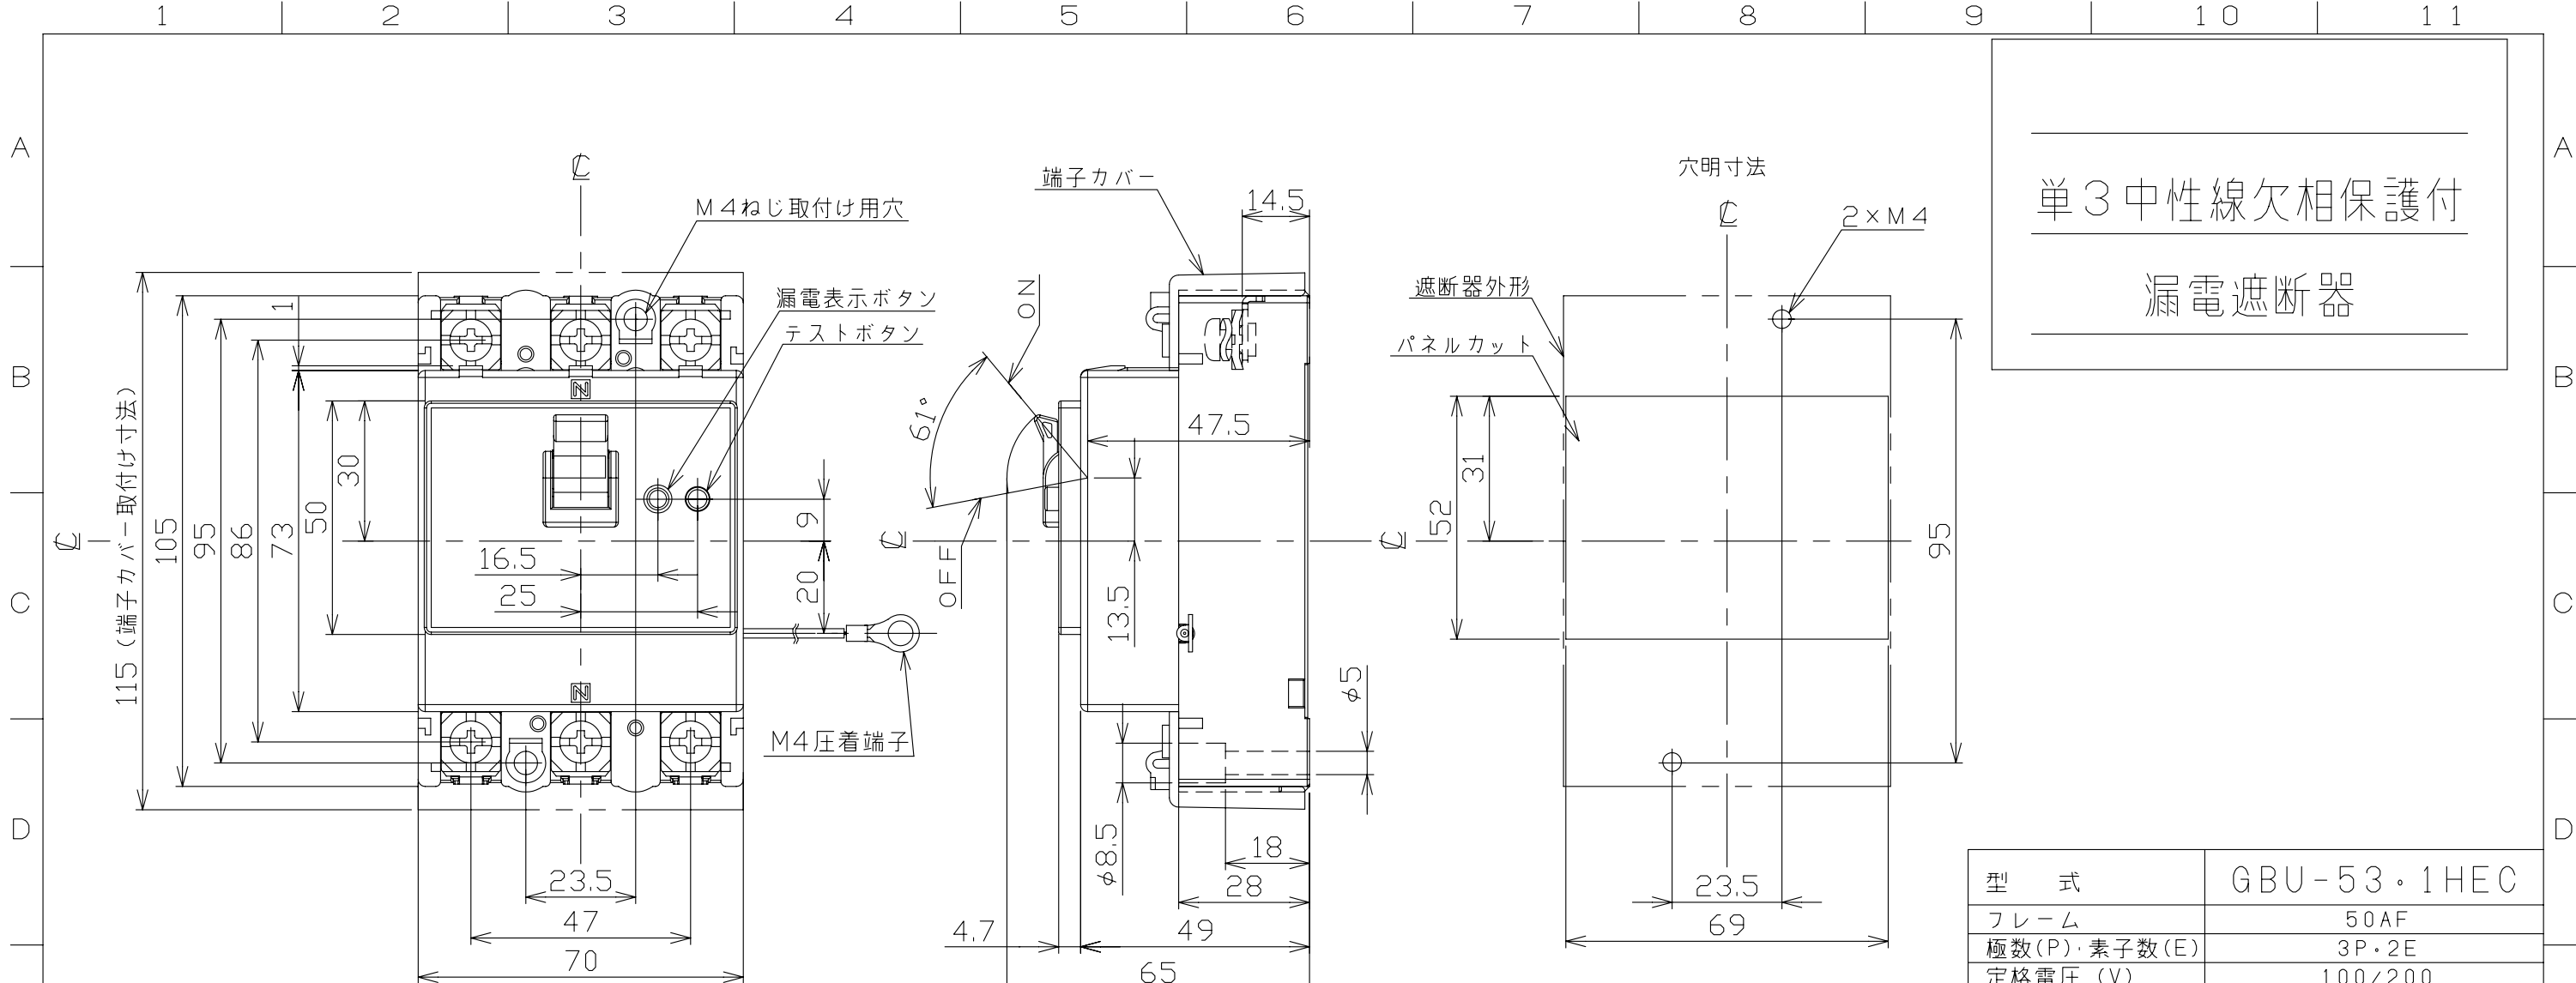 1 2 3 4 5 6 7 8 9 10 11
A
B
C
D
A
B
C
D
単3中性線欠相保護付
漏電遮断器
℄
M4ねじ取付け用穴
漏電表示ボタン
テストボタン
M4圧着端子
℄
115(端子カバー取付け寸法)
105
95
86
73
1
50
30
16.5
25
9
20
23.5
47
70
N
N
端子カバー
14.5
ON
61°
OFF
47.5
℄
13.5
φ5
φ8.5
18
28
4.7
49
65
穴明寸法
℄
2×M4
遮断器外形
パネルカット
31
52
℄
95
23.5
69
型 式 GBU-53・1HEC
フレーム 50AF
極数(P)・素子数(E) 3P・2E
定格電圧 (V) 100/200